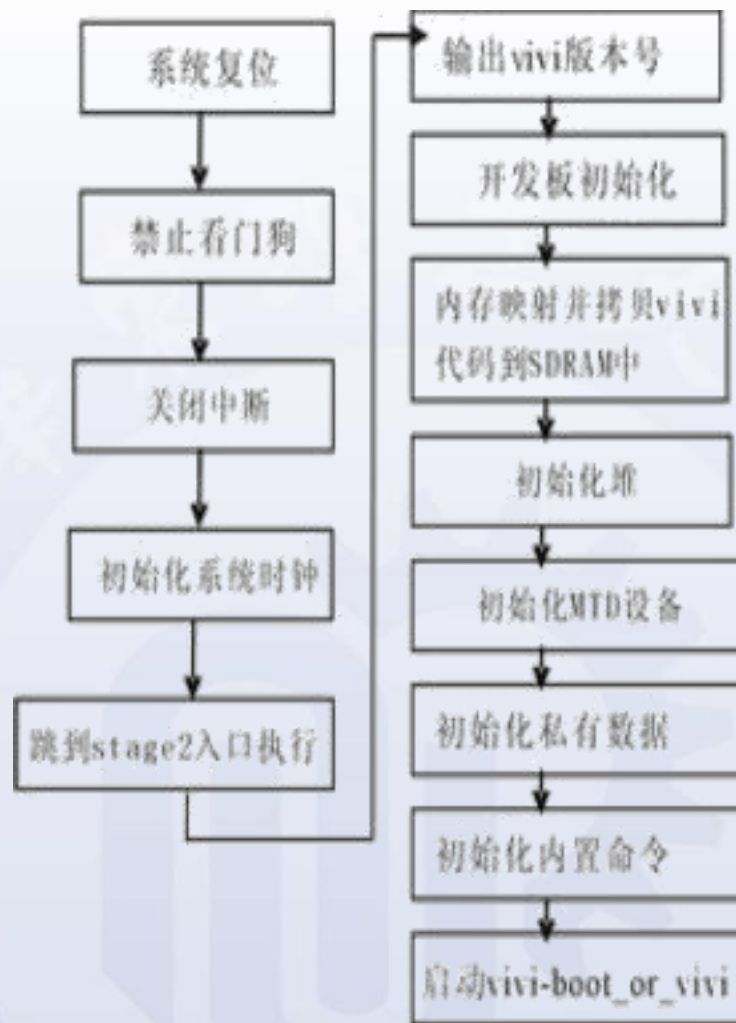 系统复位
禁止看门狗
关闭中断
初始化系统时钟
跳到stage2入口执行
输出vivi版本号
开发板初始化
内存映射并拷贝vivi
代码到SDRAM中
初始化堆
初始化MTD设备
初始化私有数据
初始化内置命令
启动vivi-boot_or_vivi